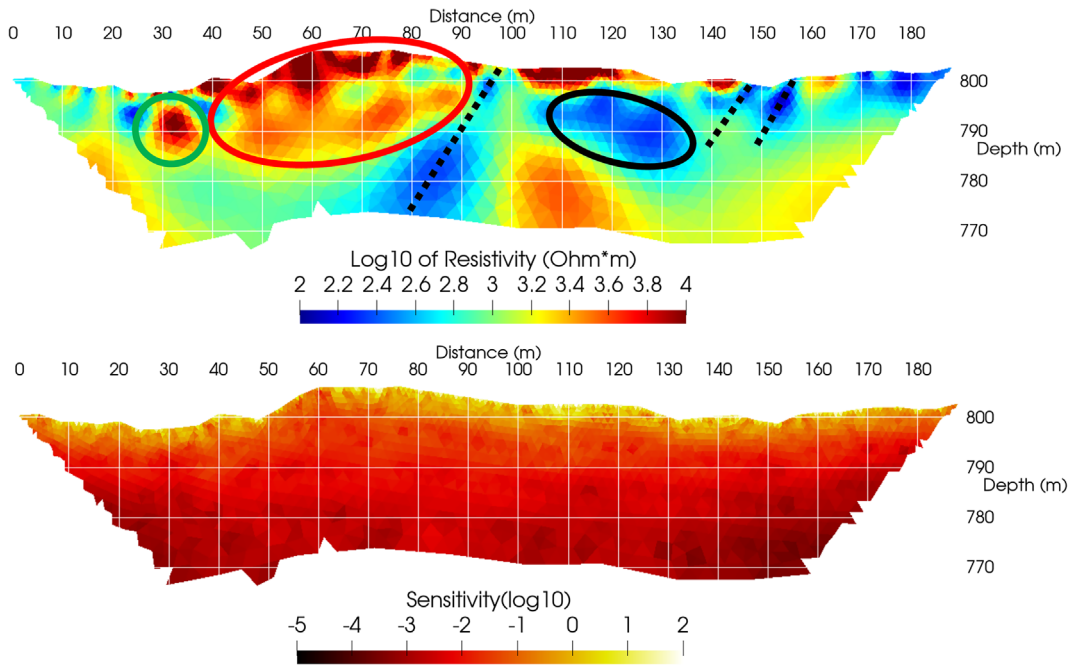 Distance (m)
0 10 20 30 40 50 60 70 80 90 100 110 120 130 140 150 160 170 180
800
790
Depth (m)
780
770
Log10 of Resistivity (Ohm*m)
2 2.2 2.4 2.6 2.8 3 3.2 3.4 3.6 3.8 4
Distance (m)
0 10 20 30 40 50 60 70 80 90 100 110 120 130 140 150 160 170 180
800
790
Depth (m)
780
770
Sensitivity(log10)
-5 -4 -3 -2 -1 0 1 2